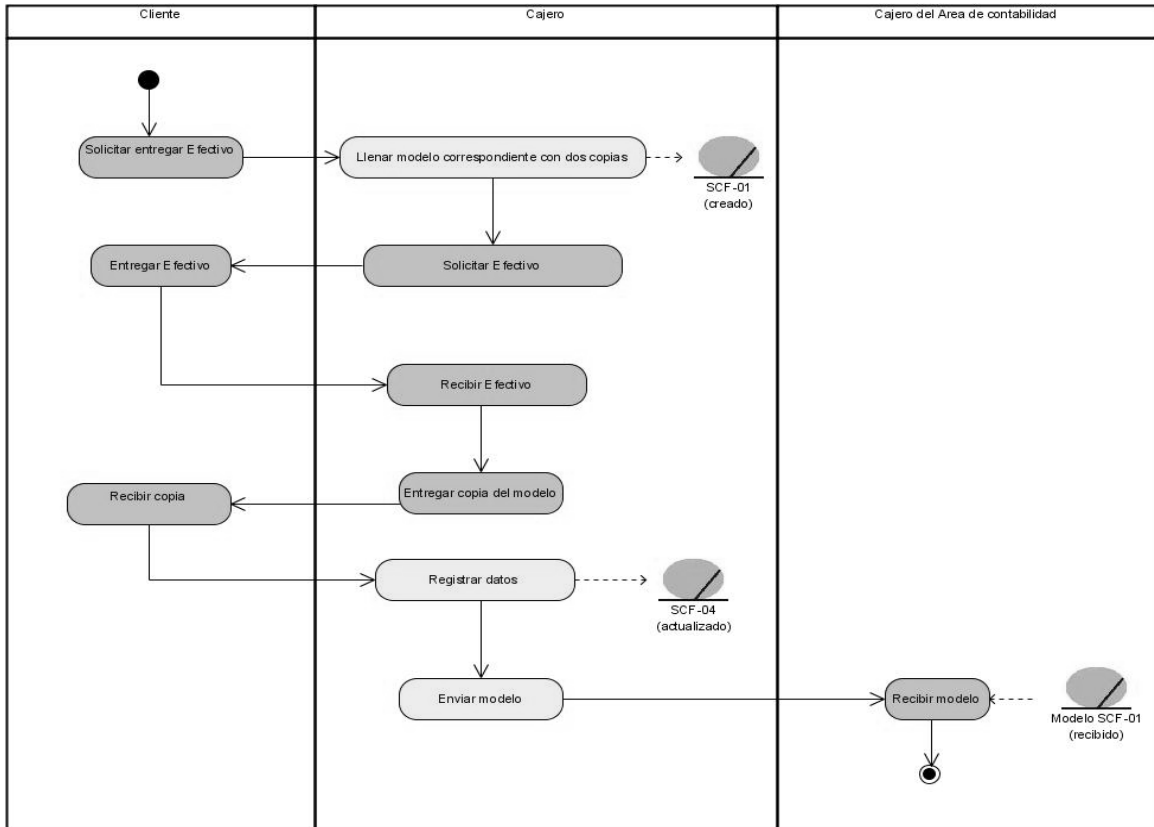 Cliente
Cajero
Cajero del Area de contabilidad
Solicitar entregar Efectivo
Llenar modelo correspondiente con dos copias
SCF-01
(creado)
Entregar Efectivo
Solicitar Efectivo
Recibir Efectivo
Recibir copia
Entregar copia del modelo
Registrar datos
SCF-04
(actualizado)
Enviar modelo
Recibir modelo
Modelo SCF-01
(recibido)